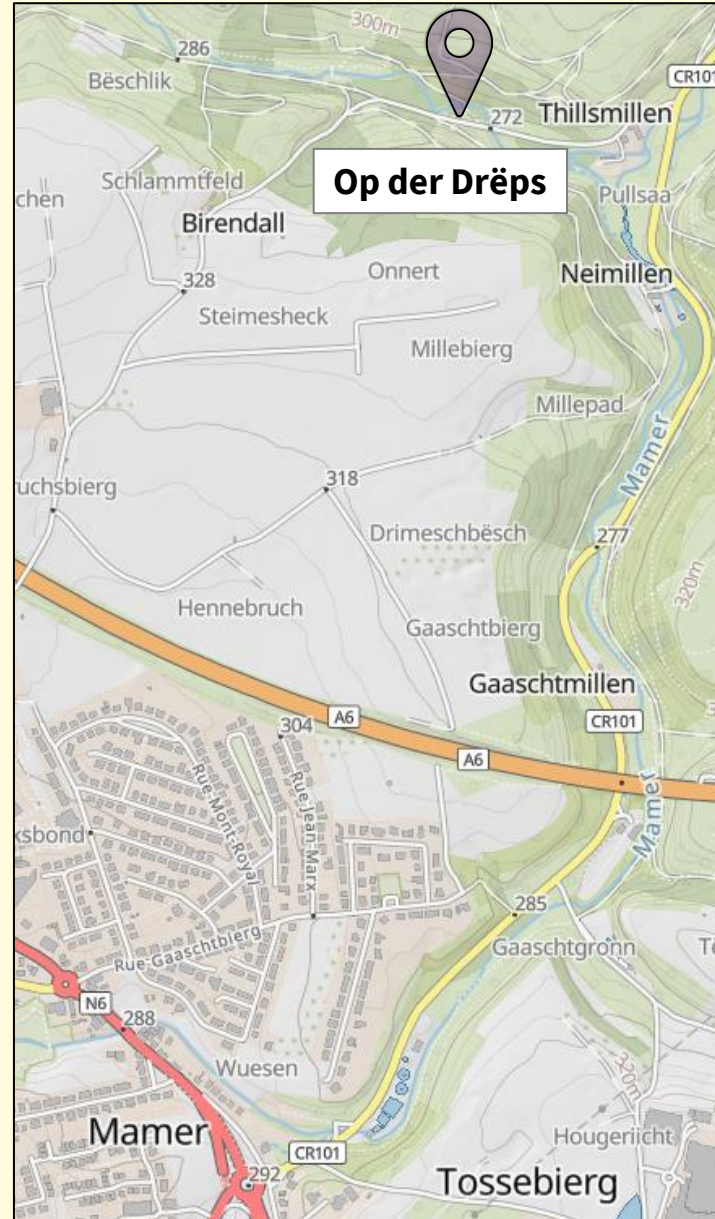 300m
286
CR101
Bëschlik
272
Thillsmillen
Op der Drëps
Schlammtfeld
chen
Pullsaa
Birendall
Onnert
Neimillen
328
Steimesheck
Millebierg
Millepad
Mamer
318
uchsbierg
277
Drimeschbësch
320m
Hennebruch
Gaaschtbierg
Gaaschtmillen
A6
CR101
304
A6
Rue-Mont-Royal
Rue-Jean-Marx
Mamer
ksbond
285
Rue-Gaaschtbierg
Gaaschtgronn
Te
N6
288
Wuesen
320m
Mamer
CR101
Hougeriicht
292
Tossebierg